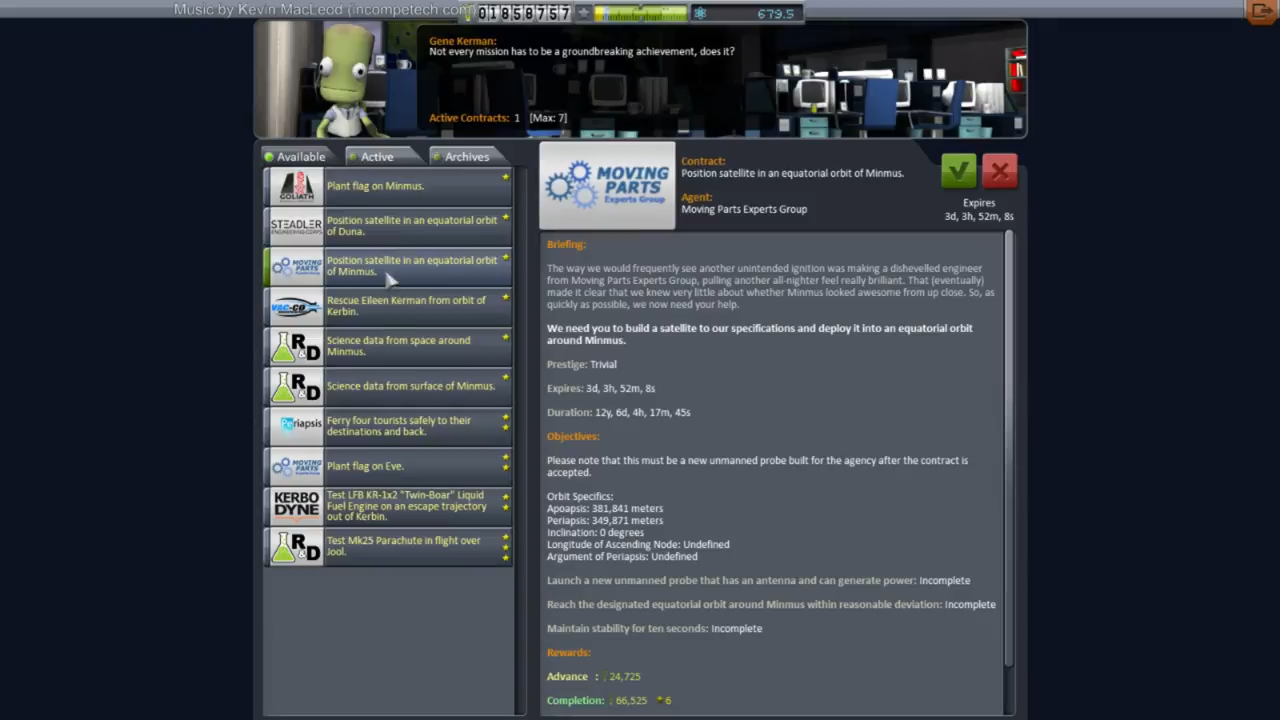 Music by Kevin MacLeod (incompetech.com)
01858757
679.5
Gene Kerman:
Not every mission has to be a groundbreaking achievement, does it?
Active Contracts: 1 [Max: 7]
Available
Active
Archives
GOLIATH
Plant flag on Minmus.
STEADLER
ENGINEERING CORPS
Position satellite in an equatorial orbit
of Duna.
MOVING
PARTS
Position satellite in an equatorial orbit
of Minmus.
VAC-CO
Rescue Eileen Kerman from orbit of
Kerbin.
R&D
Science data from space around
Minmus.
R&D
Science data from surface of Minmus.
Periapsis
Ferry four tourists safely to their
destinations and back.
MOVING
PARTS
Plant flag on Eve.
KERBO
DYNE
Test LFB KR-1x2 "Twin-Boar" Liquid
Fuel Engine on an escape trajectory
out of Kerbin.
R&D
Test Mk25 Parachute in flight over
Jool.
MOVING
PARTS
Experts Group
Contract:
Position satellite in an equatorial orbit of Minmus.
Agent:
Moving Parts Experts Group
Expires
3d, 3h, 52m, 8s
Briefing:
The way we would frequently see another unintended ignition was making a dishevelled engineer
from Moving Parts Experts Group, pulling another all-nighter feel really brilliant. That (eventually)
made it clear that we knew very little about whether Minmus looked awesome from up close. So, as
quickly as possible, we now need your help.
We need you to build a satellite to our specifications and deploy it into an equatorial orbit
around Minmus.
Prestige: Trivial
Expires: 3d, 3h, 52m, 8s
Duration: 12y, 6d, 4h, 17m, 45s
Objectives:
Please note that this must be a new unmanned probe built for the agency after the contract is
accepted.
Orbit Specifics:
Apoapsis: 381,841 meters
Periapsis: 349,871 meters
Inclination: 0 degrees
Longitude of Ascending Node: Undefined
Argument of Periapsis: Undefined
Launch a new unmanned probe that has an antenna and can generate power: Incomplete
Reach the designated equatorial orbit around Minmus within reasonable deviation: Incomplete
Maintain stability for ten seconds: Incomplete
Rewards:
Advance : 24,725
Completion: 66,525 6